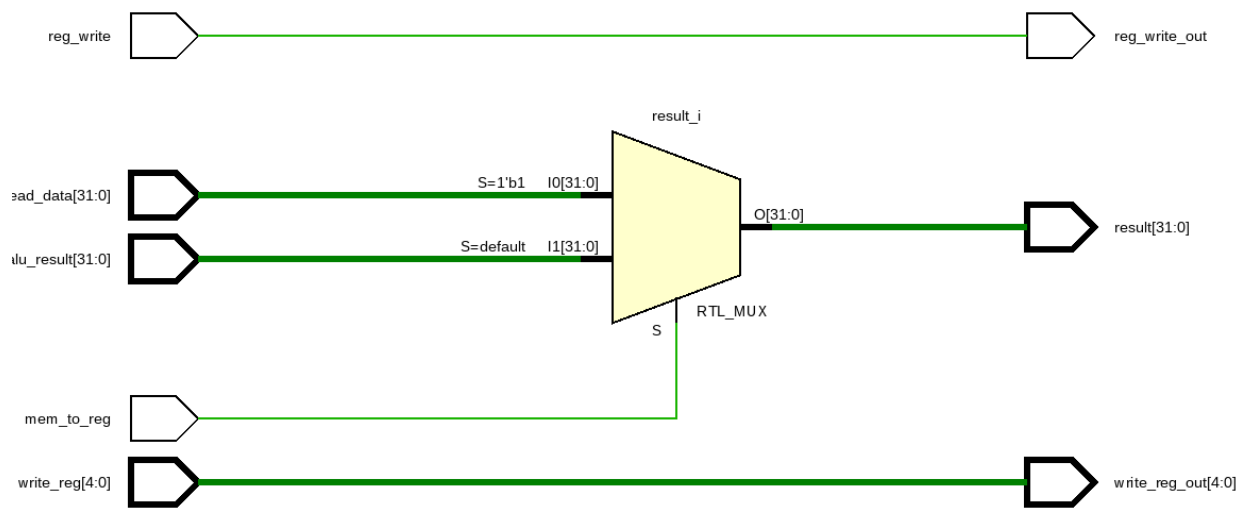 reg_write
reg_write_out
result_i
ead_data[31:0]
S=1'b1
I0[31:0]
O[31:0]
result[31:0]
alu_result[31:0]
S=default
I1[31:0]
RTL_MUX
S
mem_to_reg
write_reg[4:0]
write_reg_out[4:0]